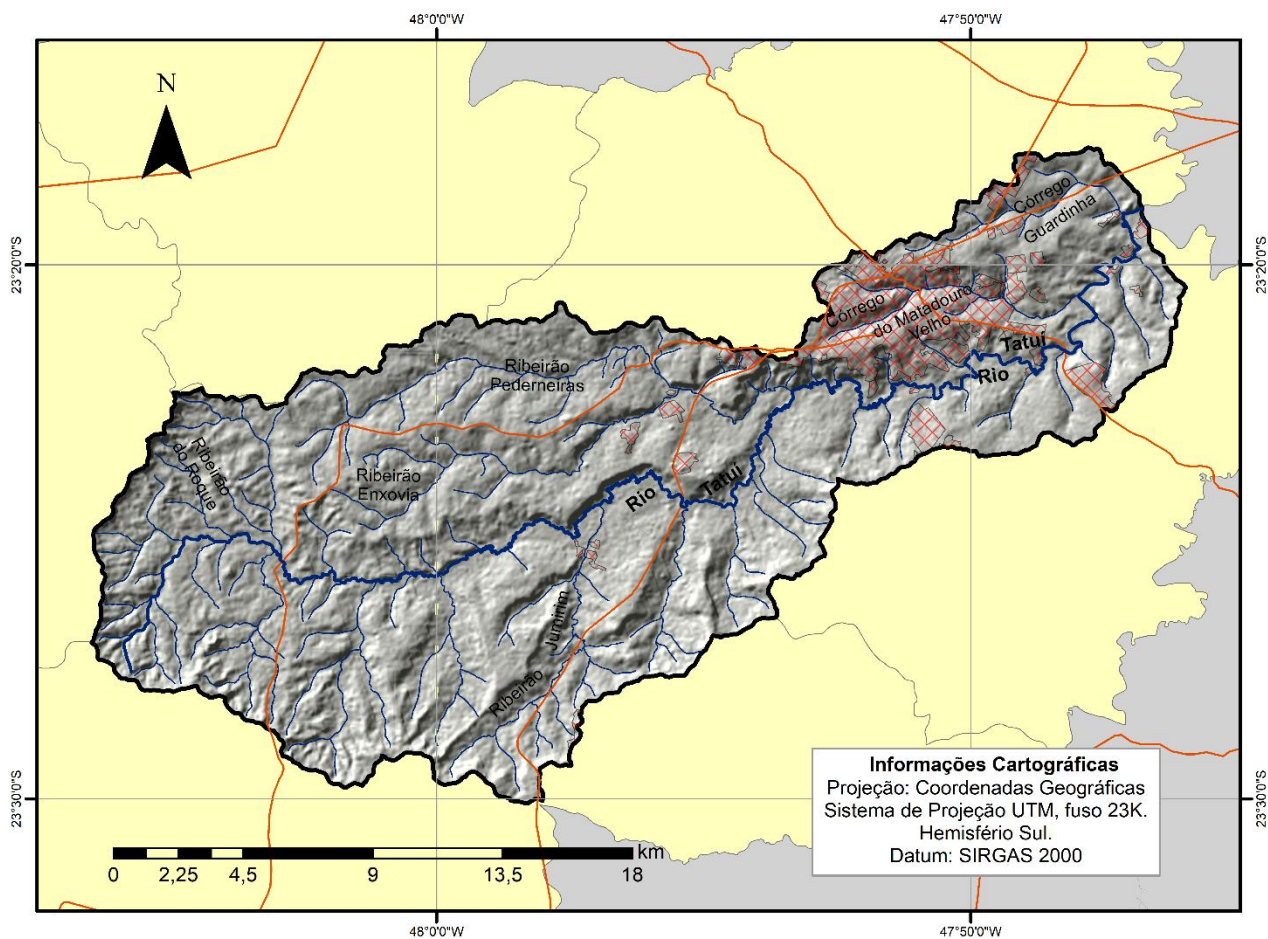 48°0'0"W
47°50'0"W
N
Córrego
Guardinha
23°20'0"S
23°20'0"S
Córrego
do Matadouro
Velho
Tatuí
Rio
Ribeirão
Pederneiras
Ribeirão
do Roque
Ribeirão
Enxovia
Rio
Tatuí
Jumirim
Ribeirão
23°30'0"S
23°30'0"S
Informações Cartográficas
Projeção: Coordenadas Geográficas
Sistema de Projeção UTM, fuso 23K.
Hemisfério Sul.
Datum: SIRGAS 2000
km
0 2,25 4,5 9 13,5 18
48°0'0"W
47°50'0"W